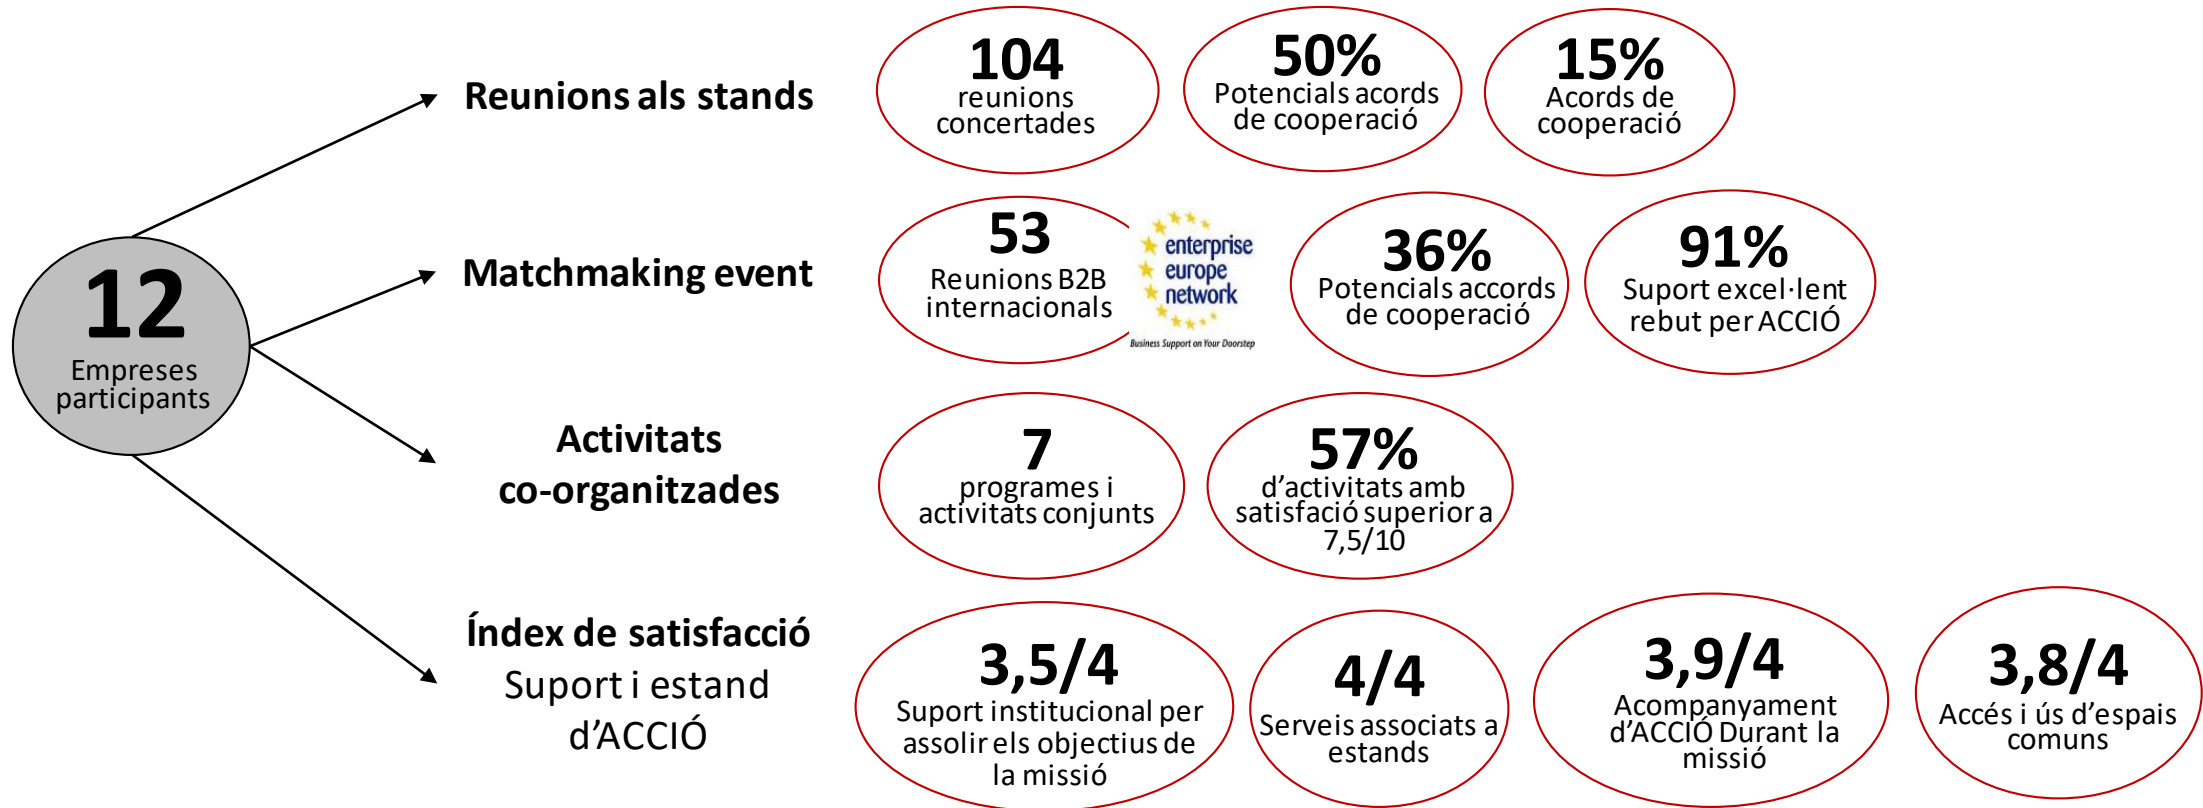 12
Empreses
participants
Reunions als stands
104
reunions
concertades
50%
Potencials acords
de cooperació
15%
Acords de
cooperació
Matchmaking event
53
Reunions B2B
internacionals
enterprise
europe
network
Business Support on Your Doorstep
36%
Potencials accords
de cooperació
91%
Suport excel·lent
rebut per ACCIÓ
Activitats
co-organitzades
7
programes i
activitats conjunts
57%
d’activitats amb
satisfació superior a
7,5/10
Índex de satisfacció
Suport i estand
d’ACCIÓ
3,5/4
Suport institucional per
assolir els objectius de
la missió
4/4
Serveis associats a
estands
3,9/4
Acompanyament
d’ACCIÓ Durant la
missió
3,8/4
Accés i ús d’espais
comuns